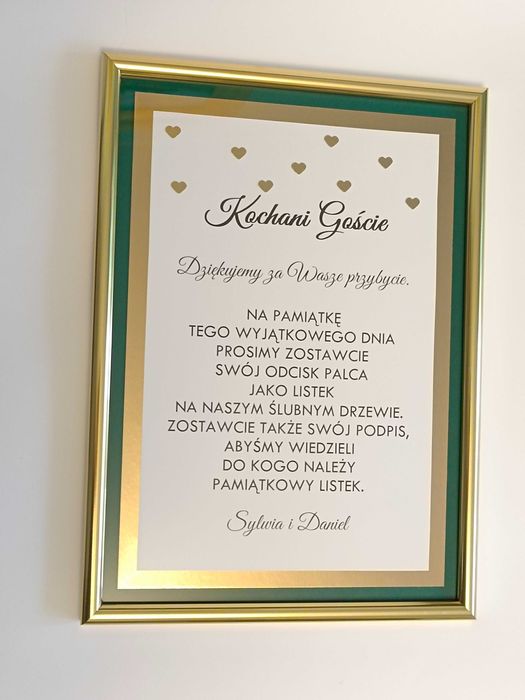 Kochani Goście
Dziękujemy za Wasze przybycie.
NA PAMIĄTKĘ
TEGO WYJĄTKOWEGO DNIA
PROSIMY ZOSTAWCIE
SWÓJ ODCISK PALCA
JAKO LISTEK
NA NASZYM ŚLUBNYM DRZEWIE.
ZOSTAWCIE TAKŻE SWÓJ PODPIS,
ABYŚMY WIEDZIELI
DO KOGO NALEŻY
PAMIĄTKOWY LISTEK.
Sylwia i Daniel